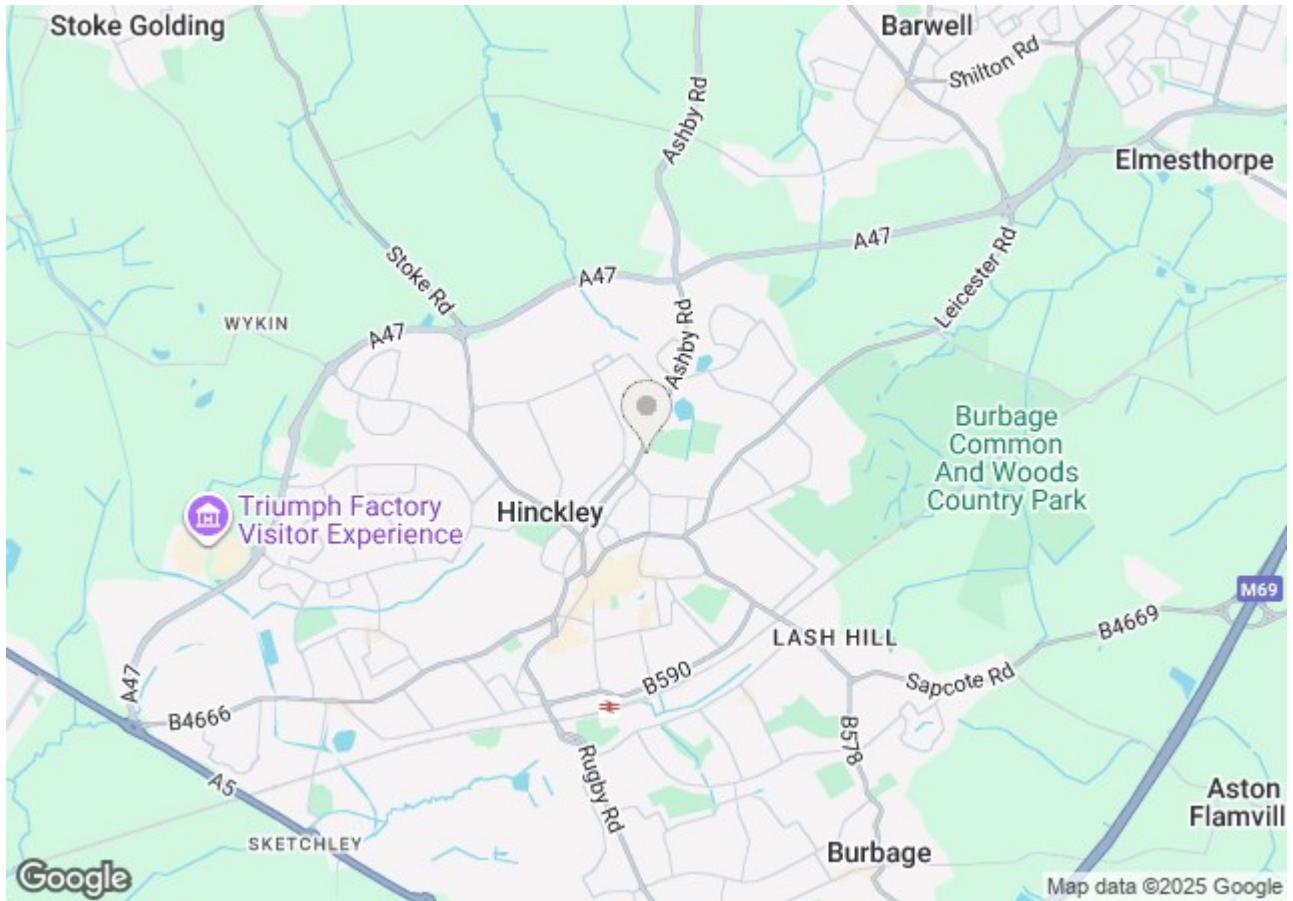 Stoke Golding
Barwell
Shilton Rd
Ashby Rd
Elmesthorpe
A47
Stoke Rd
A47
Leicester Rd
WYKIN
A47
Ashby Rd
Burbage
Common
And Woods
Country Park
Triumph Factory
Visitor Experience
Hinckley
M69
B4669
LASH HILL
Sapcote Rd
B590
A47
B4666
B578
A5
Rugby Rd
Aston
Flamvill
SKETCHLEY
Burbage
Google
Map data ©2025 Google